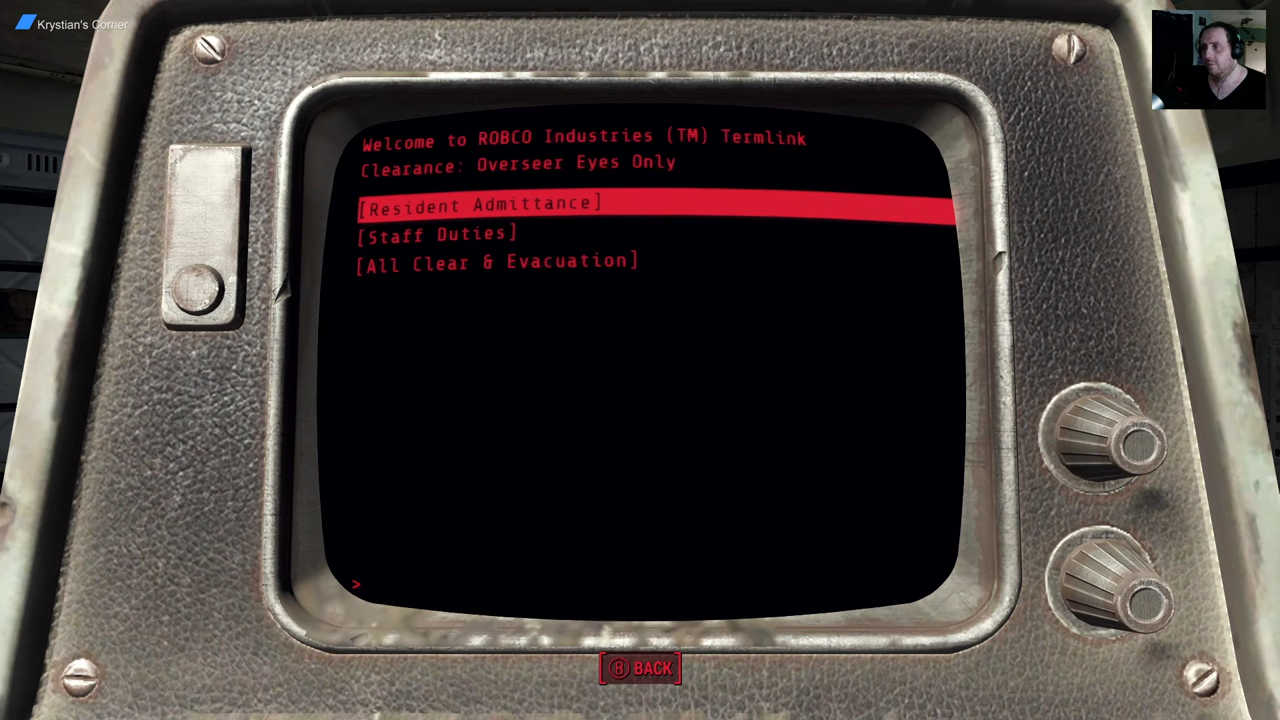 Krystian's Corner
Welcome to ROBCO Industries (TM) Termlink
Clearance: Overseer Eyes Only
[Resident Admittance]
[Staff Duties]
[All Clear & Evacuation]
>
[Ⓑ BACK]